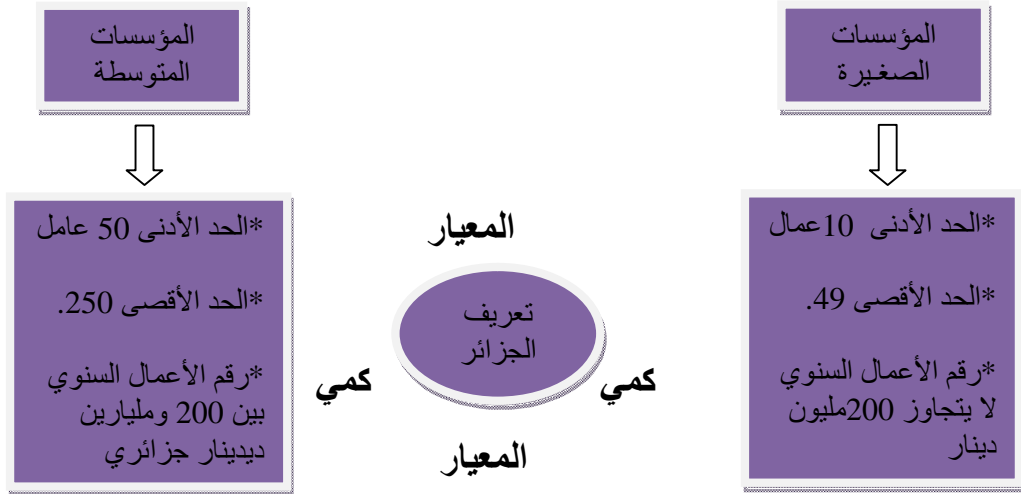 المؤسسات
الصغيرة
*الحد الأدنى 10عمال
*الحد الأقصى 49.
*رقم الأعمال السنوي
لا يتجاوز 200مليون
دينار
المعيار
تعريف
الجزائر
كمي
كمي
المعيار
المؤسسات
المتوسطة
*الحد الأدنى 50 عامل
*الحد الأقصى 250.
*رقم الأعمال السنوي
بين 200 ومليارين
ديدينار جزائري